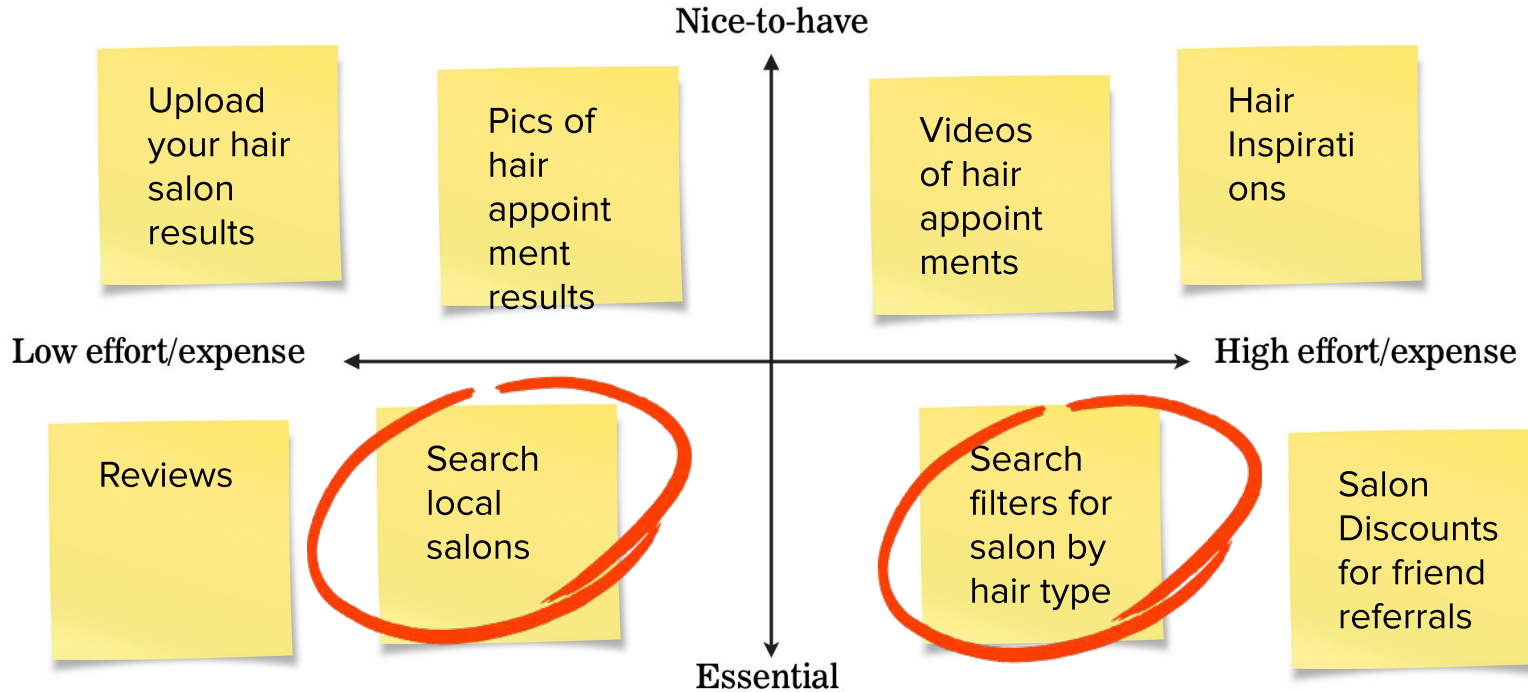 Nice-to-have
Upload
your hair
salon
results
Pics of
hair
appoint
ment
results
Videos
of hair
appoint
ments
Hair
Inspirati
ons
Low effort/expense
High effort/expense
Reviews
Search
local
salons
Search
filters for
salon by
hair type
Salon
Discounts
for friend
referrals
Essential